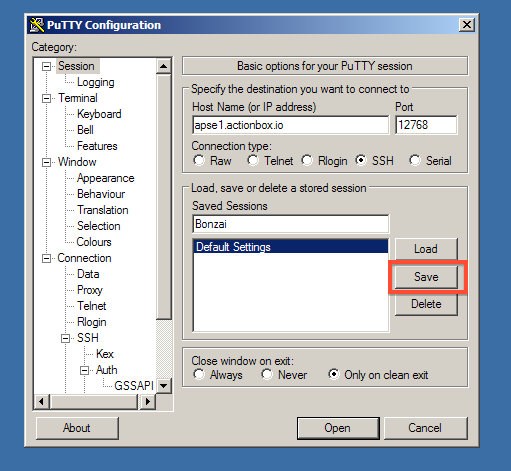 PuTTY Configuration
Category:
Session
Logging
Terminal
Keyboard
Bell
Features
Window
Appearance
Behaviour
Translation
Selection
Colours
Connection
Data
Proxy
Telnet
Rlogin
SSH
Kex
Auth
GSSAPI
Basic options for your PuTTY session
Specify the destination you want to connect to
Host Name (or IP address) Port
apse1.actionbox.io 12768
Connection type:
Raw Telnet Rlogin SSH Serial
Load, save or delete a stored session
Saved Sessions
Bonzai
Default Settings
Load
Save
Delete
Close window on exit:
Always Never Only on clean exit
About Open Cancel